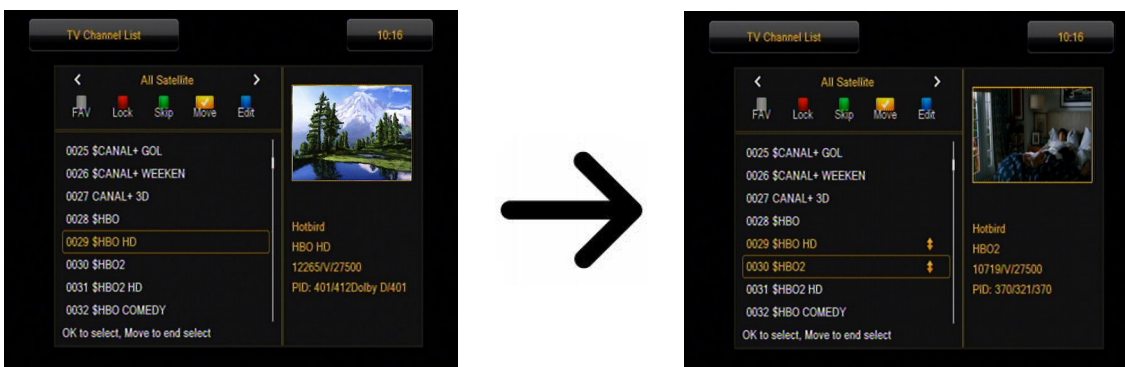 TV Channel List
10:16
All Satellite
FAV Lock Skip Move Edit
0025 $CANAL+ GOL
0026 $CANAL+ WEEKEN
0027 CANAL+ 3D
0028 $HBO
0029 $HBO HD
0030 $HBO2
0031 $HBO2 HD
0032 $HBO COMEDY
OK to select, Move to end select
Hotbird
HBO HD
12265/V/27500
PID: 401/412Dolby D/401
TV Channel List
10:16
All Satellite
FAV Lock Skip Move Edit
0025 $CANAL+ GOL
0026 $CANAL+ WEEKEN
0027 CANAL+ 3D
0028 $HBO
0029 $HBO HD
0030 $HBO2
0031 $HBO2 HD
0032 $HBO COMEDY
OK to select, Move to end select
Hotbird
HBO2
10719/V/27500
PID: 370/321/370